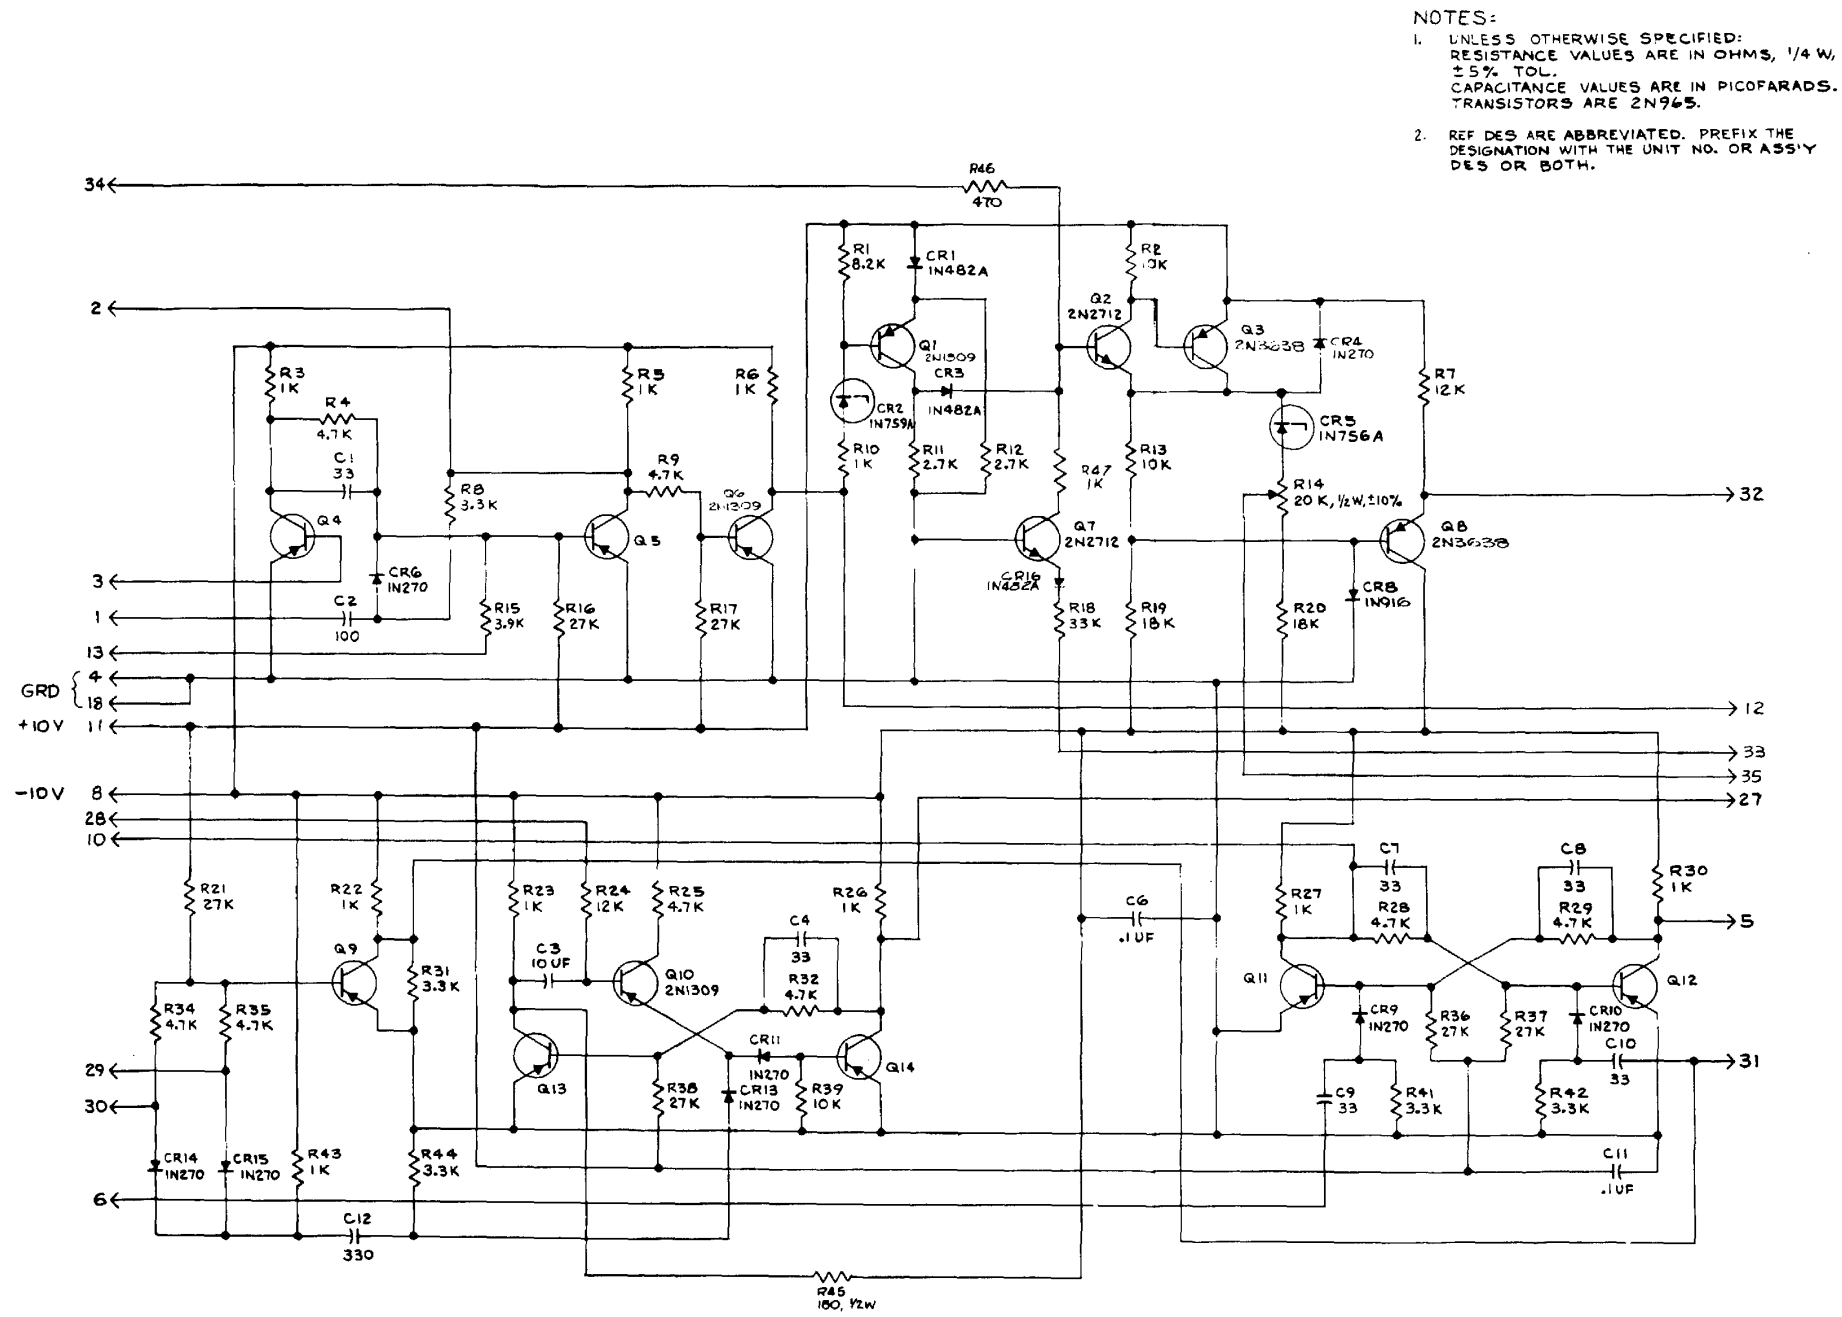 NOTES:
1. UNLESS OTHERWISE SPECIFIED:
RESISTANCE VALUES ARE IN OHMS, 1/4 W,
±5% TOL.
CAPACITANCE VALUES ARE IN PICOFARADS.
TRANSISTORS ARE 2N965.
2. REF DES ARE ABBREVIATED. PREFIX THE
DESIGNATION WITH THE UNIT NO. OR ASS'Y
DES OR BOTH.
34
R46
470
R1
8.2K
CR1
1N482A
R2
10K
2
Q2
2N2712
Q3
2N3638
CR4
1N270
Q1
2N1309
R3
1K
R5
1K
R6
1K
CR3
1N482A
R7
12K
R4
4.7K
CR2
1N759A
CR5
1N756A
C1
33
R9
4.7K
R10
1K
R11
2.7K
R12
2.7K
R47
1K
R13
10K
R8
3.3K
Q6
2N1309
R14
20K, 1/2W, ±10%
32
Q4
Q5
Q7
2N2712
Q8
2N3638
3
CR6
1N270
CR16
1N482A
CR8
1N916
1
C2
100
R15
3.9K
R16
27K
R17
27K
R18
33K
R19
18K
R20
18K
13
GRD
4
18
12
+10V
11
33
35
-10V
8
27
28
10
C7
33
C8
33
R21
27K
R22
1K
R23
1K
R24
12K
R25
4.7K
R26
1K
C6
.1UF
R27
1K
R28
4.7K
R29
4.7K
R30
1K
5
C4
33
Q9
C3
10UF
R31
3.3K
Q10
2N1309
R32
4.7K
Q11
Q12
R34
4.7K
R35
4.7K
CR9
1N270
R36
27K
R37
27K
CR10
1N270
CR11
1N270
C10
33
29
Q13
Q14
31
30
R38
27K
CR13
1N270
R39
10K
C9
33
R41
3.3K
R42
3.3K
CR14
1N270
CR15
1N270
R43
1K
R44
3.3K
C11
.1UF
6
C12
330
R45
180, 1/2W